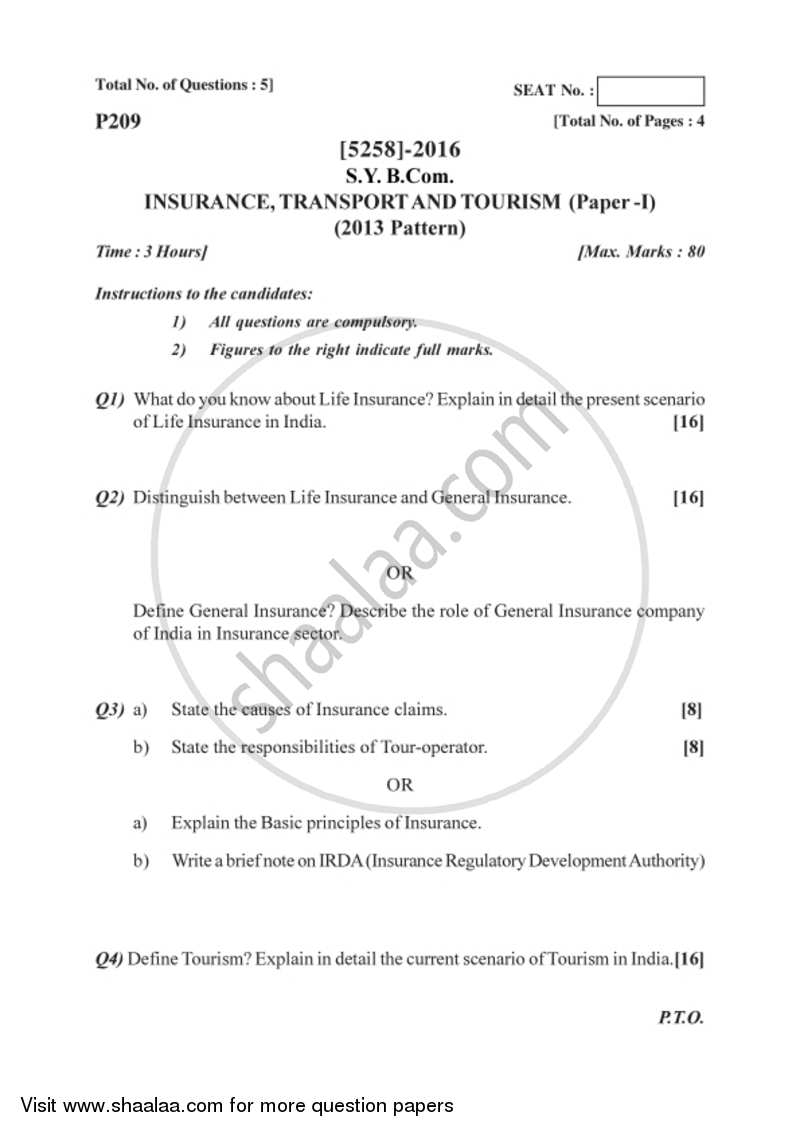 Total No. of Questions : 5]
SEAT No. :
P209
[Total No. of Pages : 4
[5258]-2016
S.Y. B.Com.
INSURANCE, TRANSPORT AND TOURISM (Paper -I)
(2013 Pattern)
Time : 3 Hours]
[Max. Marks : 80
Instructions to the candidates:
1) All questions are compulsory.
2) Figures to the right indicate full marks.
Q1) What do you know about Life Insurance? Explain in detail the present scenario
of Life Insurance in India. [16]
Q2) Distinguish between Life Insurance and General Insurance. [16]
OR
Define General Insurance? Describe the role of General Insurance company
of India in Insurance sector.
Q3) a) State the causes of Insurance claims. [8]
b) State the responsibilities of Tour-operator. [8]
OR
a) Explain the Basic principles of Insurance.
b) Write a brief note on IRDA (Insurance Regulatory Development Authority)
Q4) Define Tourism? Explain in detail the current scenario of Tourism in India.[16]
P.T.O.
shaalaa.com
Visit www.shaalaa.com for more question papers